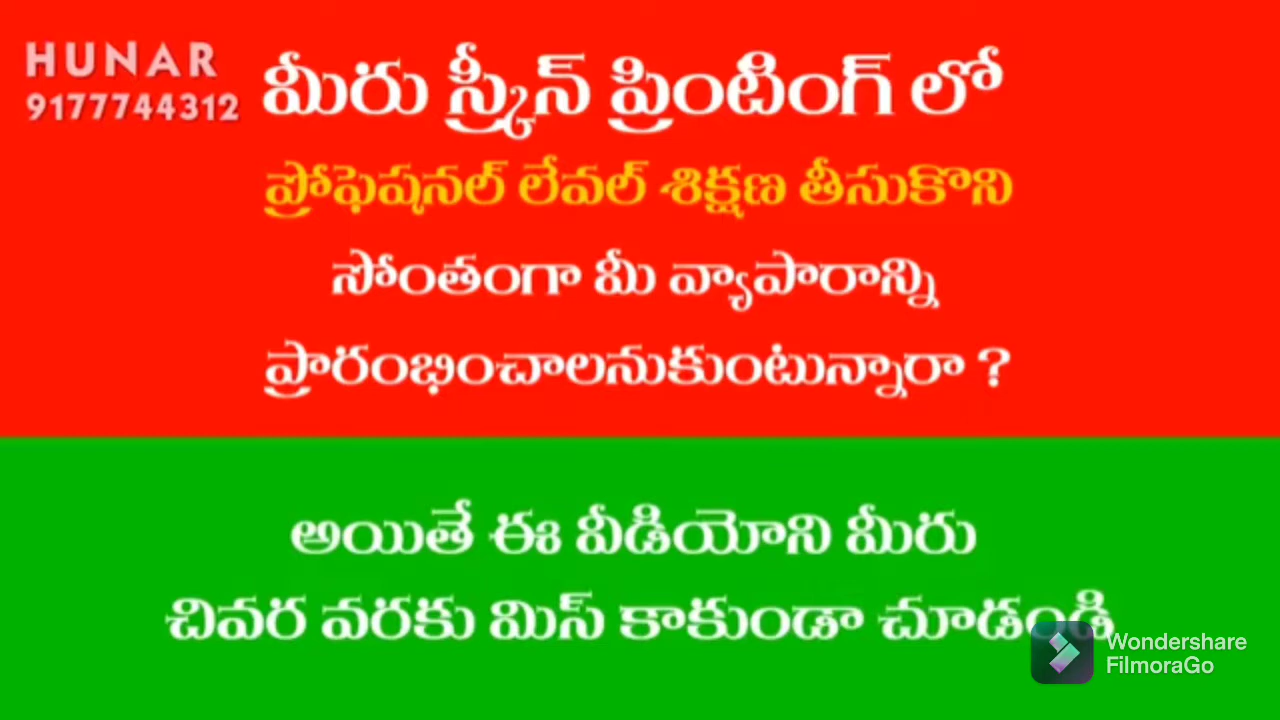 HUNAR
9177744312
మీరు స్క్రీన్ ప్రింటింగ్ లో
ప్రోఫెషనల్ లేవల్ శిక్షణ తీసుకొని
సోంతంగా మీ వ్యాపారాన్ని
ప్రారంభించాలనుకుంటున్నారా ?
అయితే ఈ వీడియోని మీరు
చివర వరకు మిస్ కాకుండా చూడండి
Wondershare
FilmoraGo